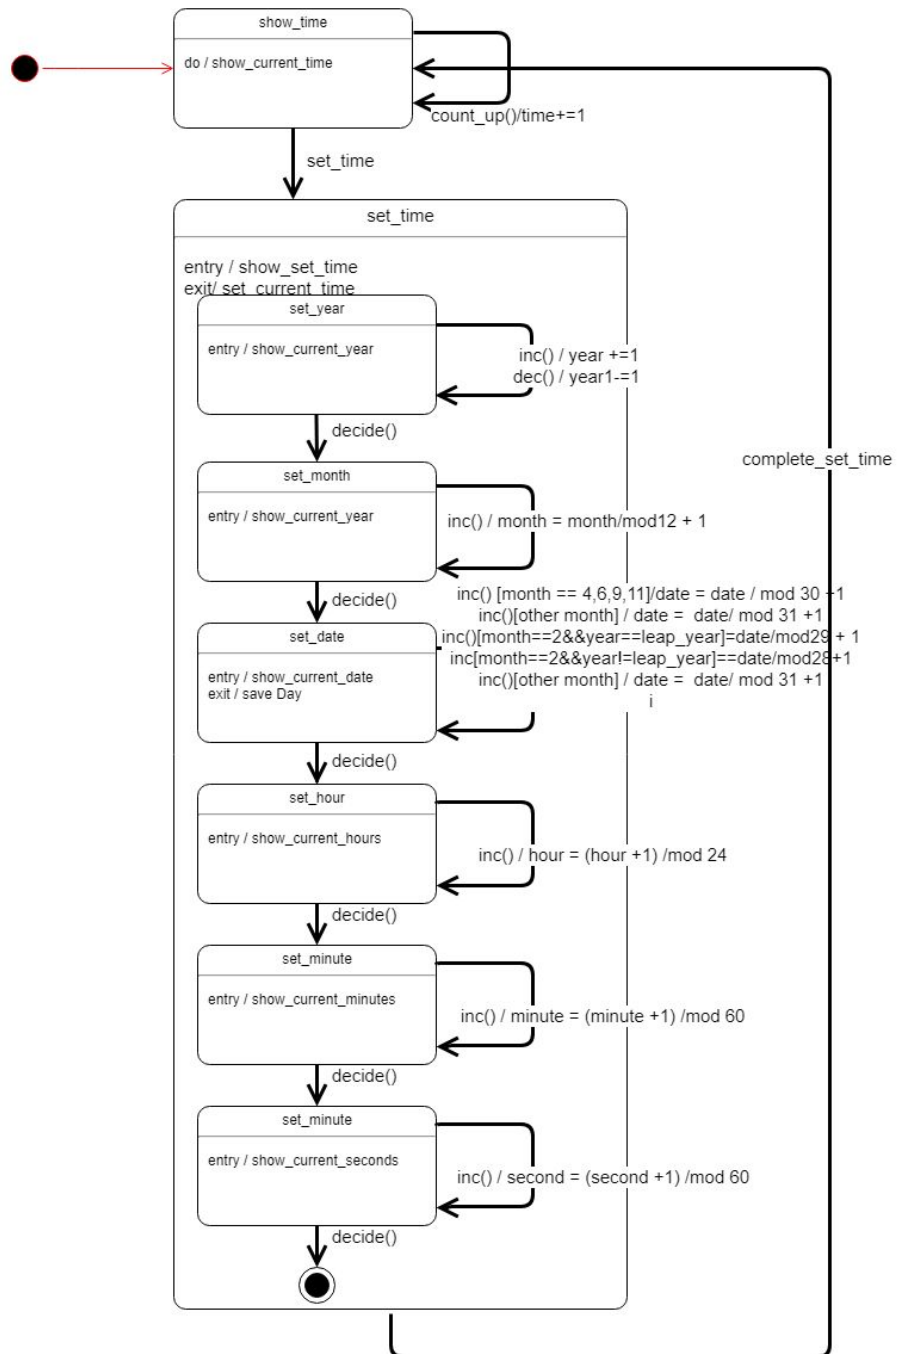 show_time
do / show_current_time
count_up()/time+=1
set_time
set_time
entry / show_set_time
exit/ set_current_time
set_year
entry / show_current_year
inc() / year +=1
dec() / year1-=1
decide()
complete_set_time
set_month
entry / show_current_year
inc() / month = month/mod12 + 1
decide()
inc() [month == 4,6,9,11]/date = date / mod 30 +1
inc()[other month] / date =  date/ mod 31 +1
inc()[month==2&&year==leap_year]=date/mod29 + 1
inc[month==2&&year!=leap_year]==date/mod28+1
inc()[other month] / date =  date/ mod 31 +1
i
set_date
entry / show_current_date
exit / save Day
decide()
set_hour
entry / show_current_hours
inc() / hour = (hour +1) /mod 24
decide()
set_minute
entry / show_current_minutes
inc() / minute = (minute +1) /mod 60
decide()
set_minute
entry / show_current_seconds
inc() / second = (second +1) /mod 60
decide()